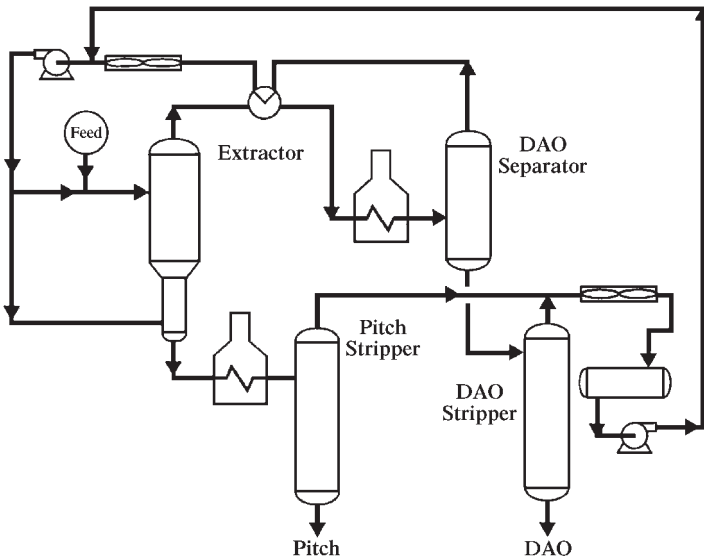 Feed
Extractor
DAO
Separator
Pitch
Stripper
DAO
Stripper
Pitch
DAO